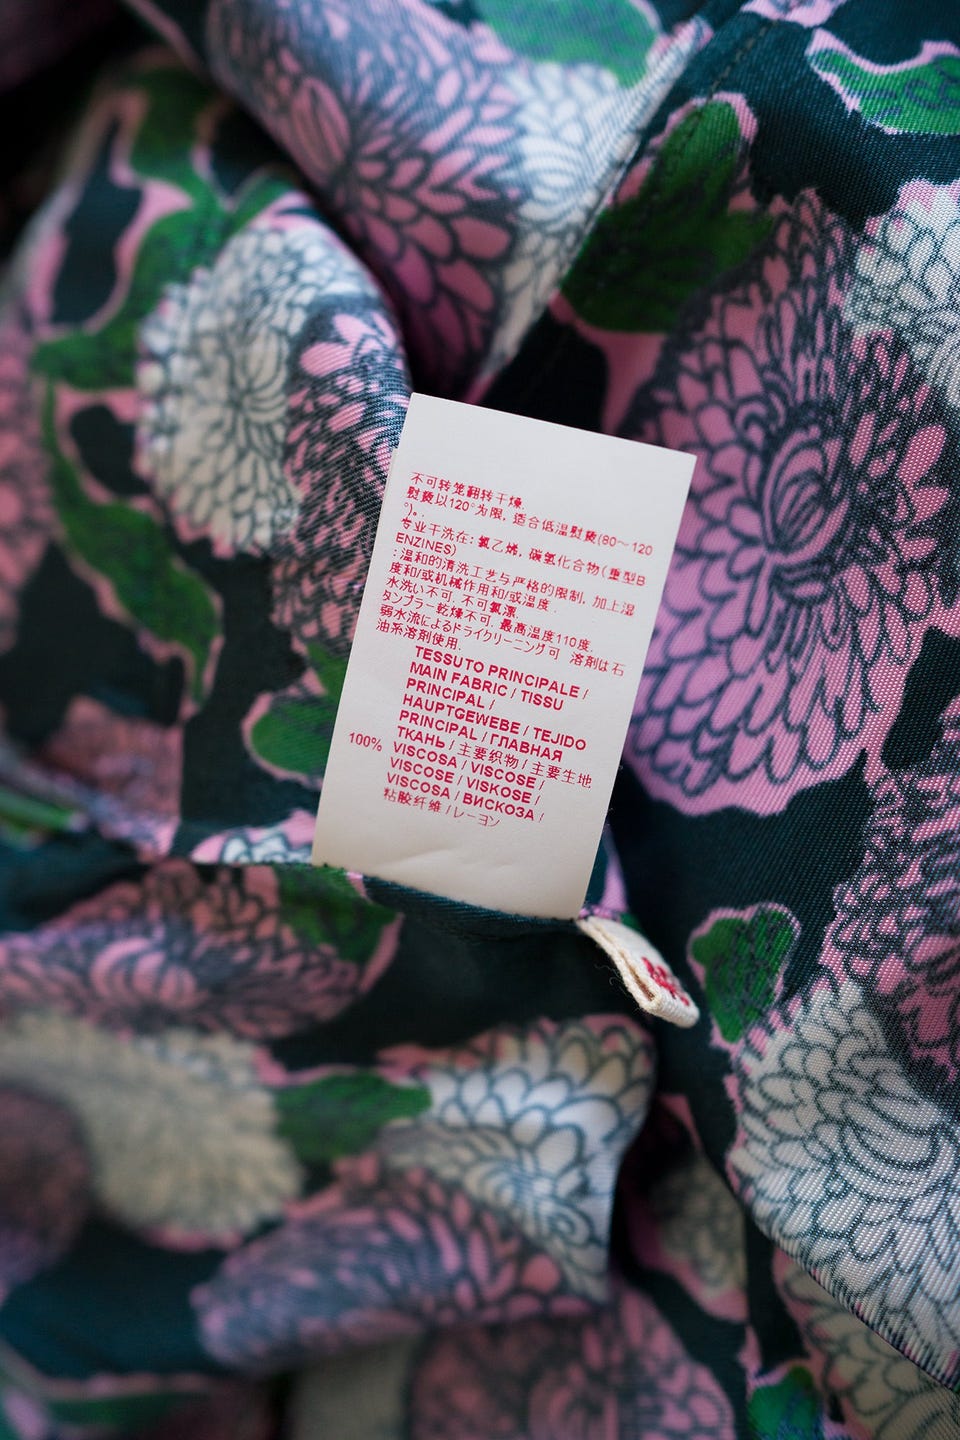 不可转笼翻转干燥.
熨烫以120°为限, 适合低温熨烫(80～120
°)。.
专业干洗在: 氯乙烯, 碳氢化合物(重型B
ENZINES)
: 温和的清洗工艺与严格的限制, 加上湿
度和/或机械作用和/或温度 .
水洗い不可. 不可氯漂.
タンブラー乾燥不可. 最高温度110度.
弱水流によるドライクリーニング可 溶剤は石
油系溶剤使用.
TESSUTO PRINCIPALE /
MAIN FABRIC / TISSU
PRINCIPAL /
HAUPTGEWEBE / TEJIDO
PRINCIPAL / ГЛАВНАЯ
ТКАНЬ / 主要织物 / 主要生地
100% VISCOSA / VISCOSE /
VISCOSE / VISKOSE /
VISCOSA / ВИСКОЗА /
粘胶纤维 / レーヨン